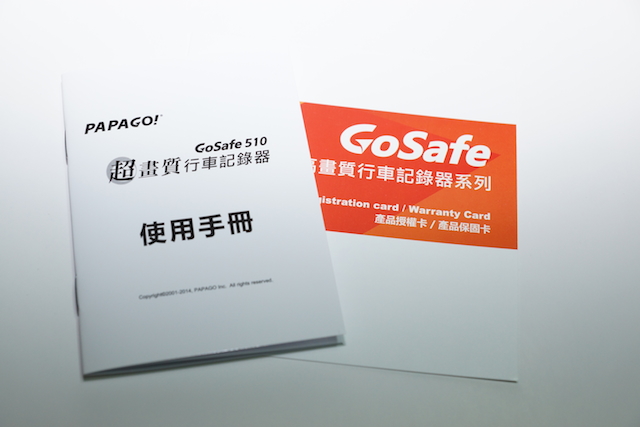 PAPAGO!
GoSafe 510
超畫質行車記錄器
使用手冊
Copyright©2001-2014, PAPAGO Inc. All rights reserved.
GoSafe
高畫質行車記錄器系列
gistration card / Warranty Card
產品授權卡 / 產品保固卡